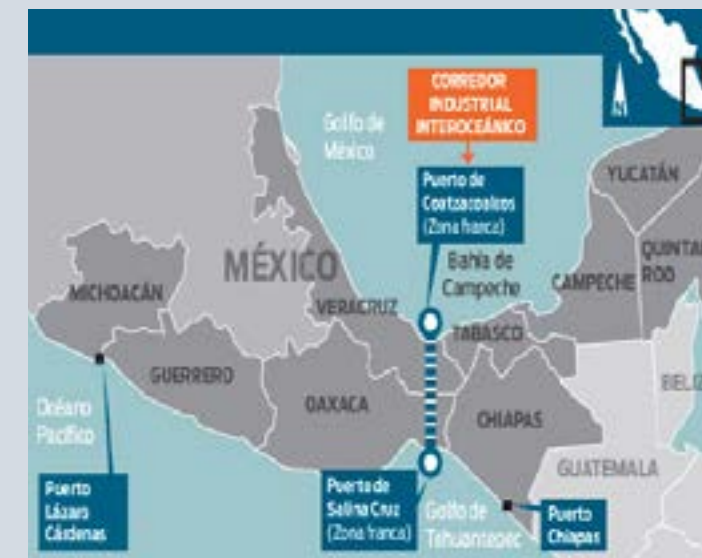 CORREDOR
INDUSTRIAL
INTEROCEÁNICO
N
Golfo de
México
Puerto de
Coatzacoalcos
(Zona franca)
YUCATÁN
QUINTA
ROO
MÉXICO
Bahía de
Campeche
CAMPECHE
MICHOACÁN
VERACRUZ
TABASCO
GUERRERO
OAXACA
CHIAPAS
BELI
Océano
Pacífico
GUATEMALA
Puerto
Lázaro
Cárdenas
Puerto de
Salina Cruz
(Zona franca)
Golfo de
Tehuantepec
Puerto
Chiapas